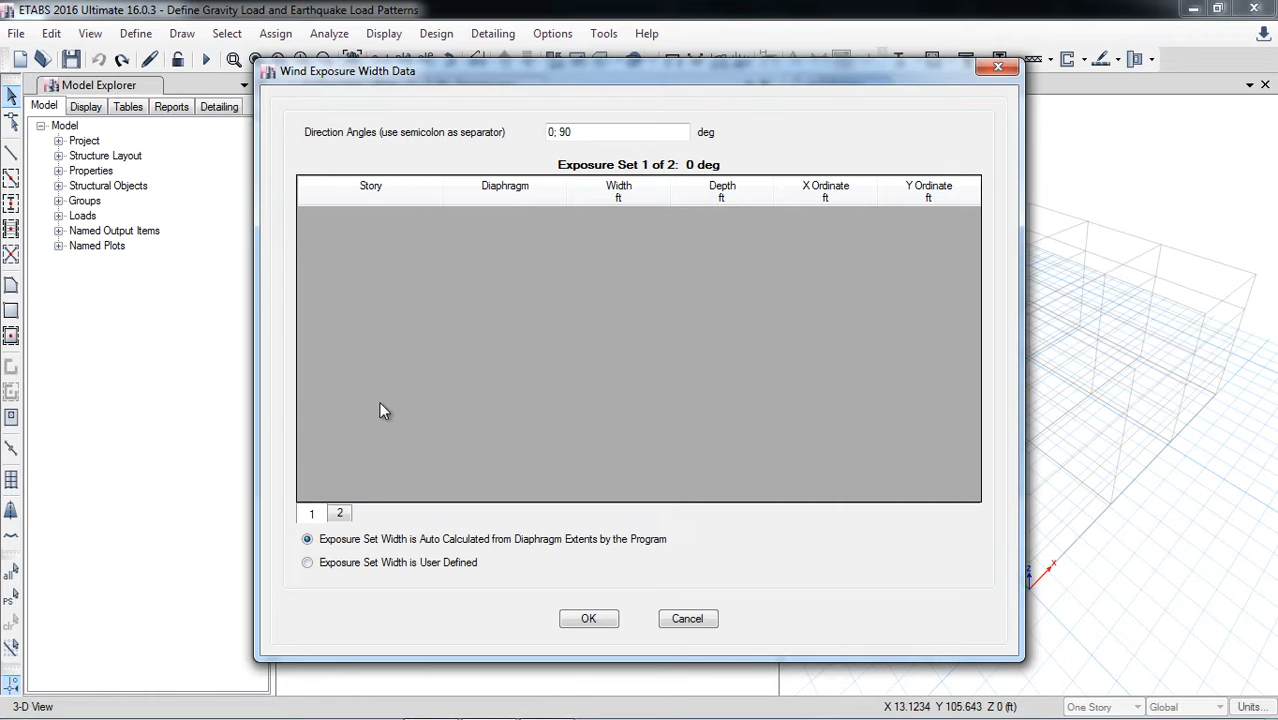 ETABS 2016 Ultimate 16.0.3 - Define Gravity Load and Earthquake Load Patterns
File Edit View Define Draw Select Assign Analyze Display Design Detailing Options Tools Help
Model Explorer
Model Display Tables Reports Detailing
Model
Project
Structure Layout
Properties
Structural Objects
Groups
Loads
Named Output Items
Named Plots
all
PS
clr
Wind Exposure Width Data
Direction Angles (use semicolon as separator) 0; 90 deg
Exposure Set 1 of 2: 0 deg
Story Diaphragm Width Depth X Ordinate Y Ordinate
ft ft ft ft
1 2
Exposure Set Width is Auto Calculated from Diaphragm Extents by the Program
Exposure Set Width is User Defined
OK Cancel
Z X
3-D View X 13.1234 Y 105.643 Z 0 (ft) One Story Global Units...